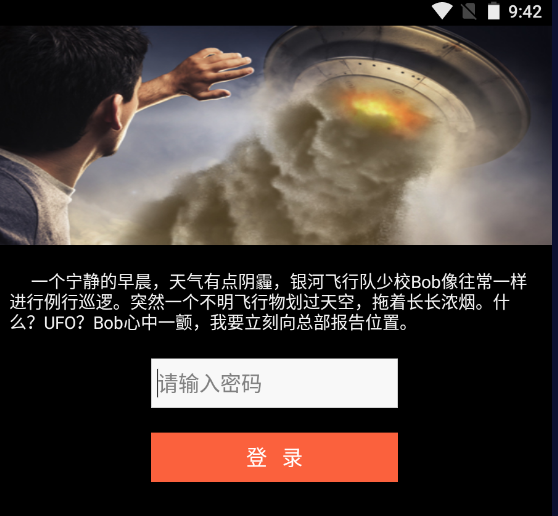 9:42
一个宁静的早晨，天气有点阴霾，银河飞行队少校Bob像往常一样
进行例行巡逻。突然一个不明飞行物划过天空，拖着长长浓烟。什
么？UFO？Bob心中一颤，我要立刻向总部报告位置。
请输入密码
登 录